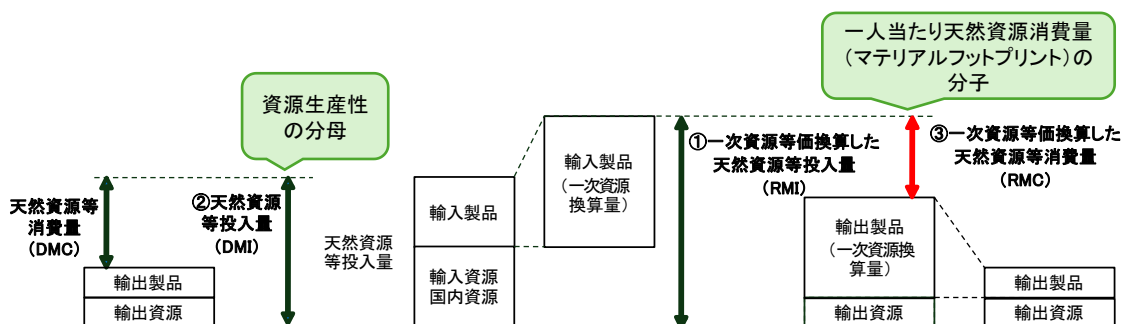 一人当たり天然資源消費量
（マテリアルフットプリント）の
分子
資源生産性
の分母
天然資源等
消費量
（DMC）
②天然資源
等投入量
（DMI）
輸出製品
輸出資源
天然資源
等投入量
輸入製品
輸入資源
国内資源
輸入製品
（一次資源
換算量）
①一次資源等価換算した
天然資源等投入量
（RMI）
③一次資源等価換算した
天然資源等消費量
（RMC）
輸出製品
（一次資源換
算量）
輸出資源
輸出製品
輸出資源